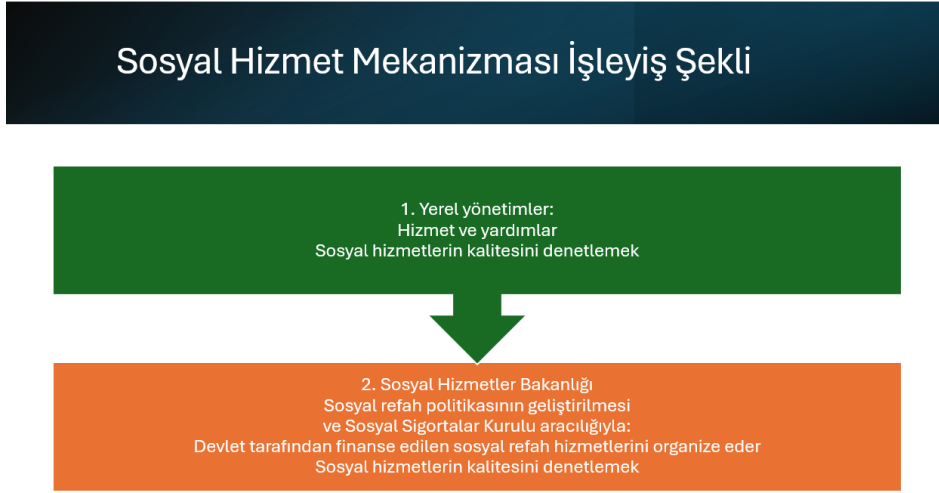 Sosyal Hizmet Mekanizması İşleyiş Şekli
1. Yerel yönetimler:
Hizmet ve yardımlar
Sosyal hizmetlerin kalitesini denetlemek
2. Sosyal Hizmetler Bakanlığı
Sosyal refah politikasının geliştirilmesi
ve Sosyal Sigortalar Kurulu aracılığıyla:
Devlet tarafından finanse edilen sosyal refah hizmetlerini organize eder
Sosyal hizmetlerin kalitesini denetlemek